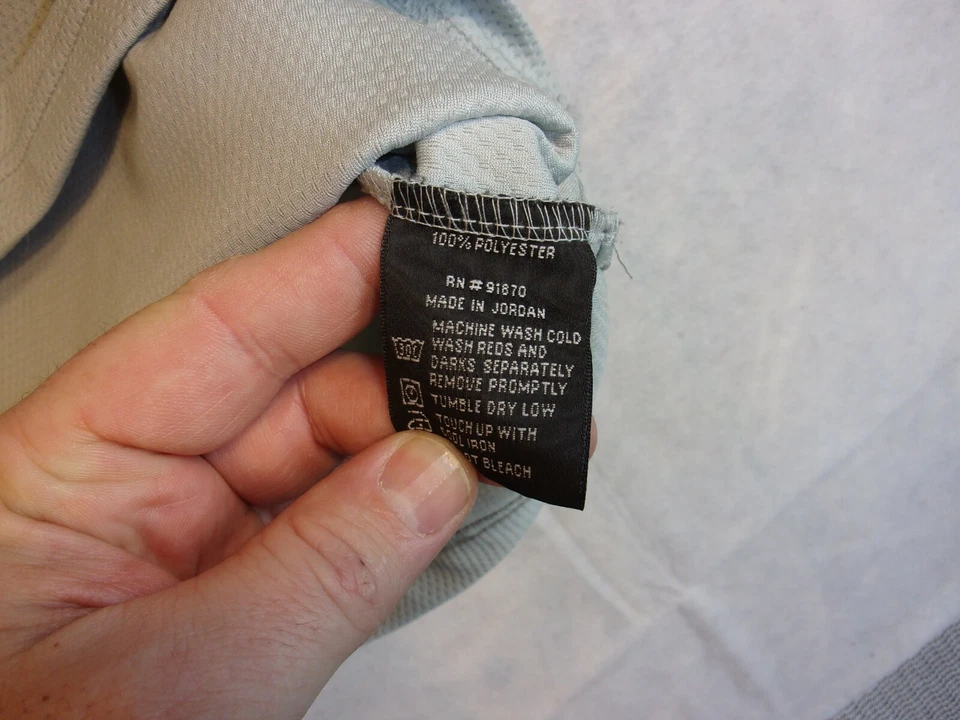 100% POLYESTER
RN # 91870
MADE IN JORDAN
MACHINE WASH COLD
WASH REDS AND
DARKS SEPARATELY
REMOVE PROMPTLY
TUMBLE DRY LOW
TOUCH UP WITH
IRON
BLEACH